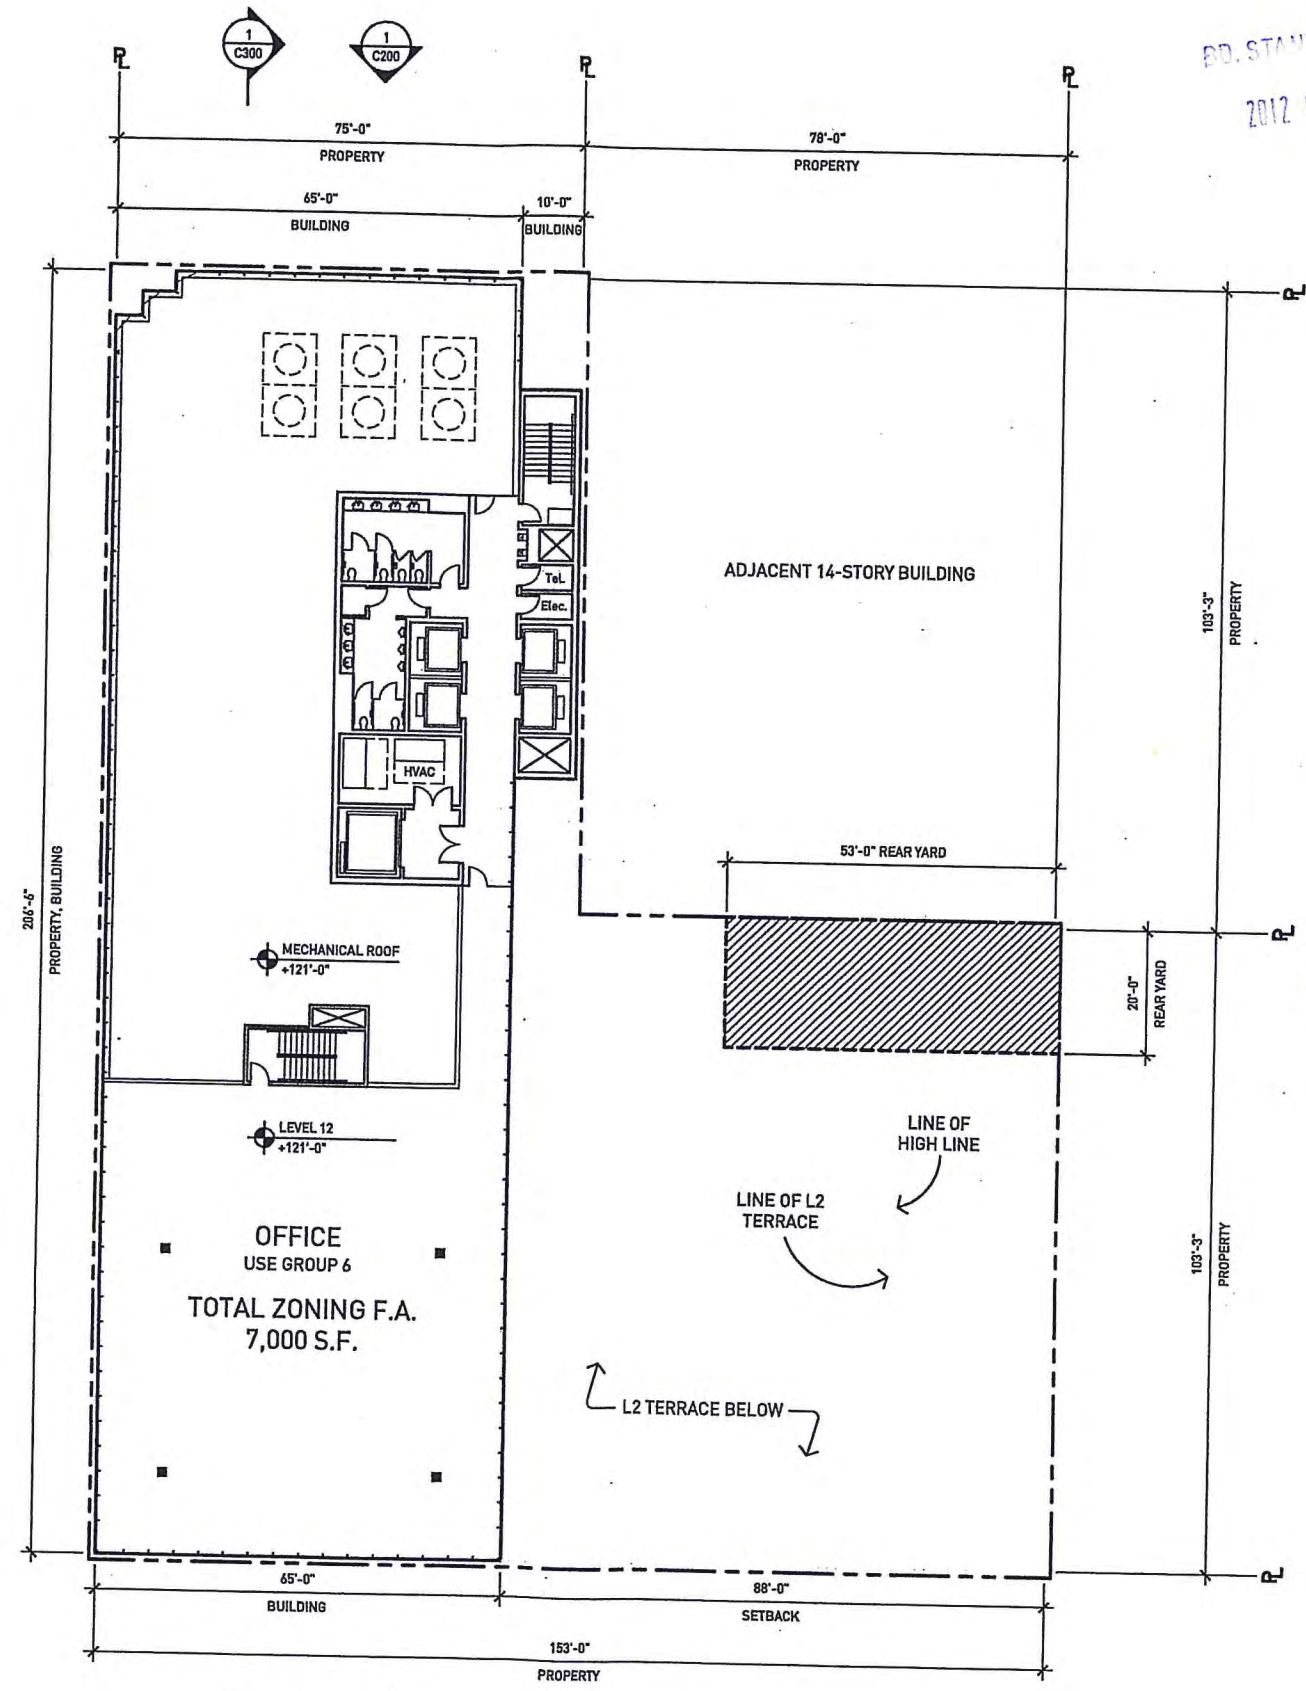 1
C300
1
C200
BD. STAN
2012
PL
PL
PL
75'-0"
PROPERTY
78'-0"
PROPERTY
65'-0"
BUILDING
10'-0"
BUILDING
PL
ADJACENT 14-STORY BUILDING
Tel.
Elec.
103'-3"
PROPERTY
HVAC
53'-0" REAR YARD
206'-6"
PROPERTY, BUILDING
PL
MECHANICAL ROOF
+121'-0"
20'-0"
REAR YARD
LEVEL 12
+121'-0"
LINE OF
HIGH LINE
LINE OF L2
TERRACE
OFFICE
USE GROUP 6
TOTAL ZONING F.A.
7,000 S.F.
103'-3"
PROPERTY
L2 TERRACE BELOW
PL
65'-0"
BUILDING
88'-0"
SETBACK
153'-0"
PROPERTY